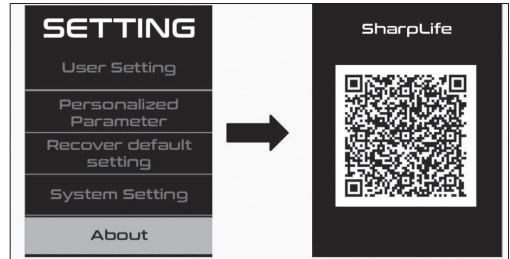 SETTING
User Setting
Personalized
Parameter
Recover default
setting
System Setting
About
SharpLife